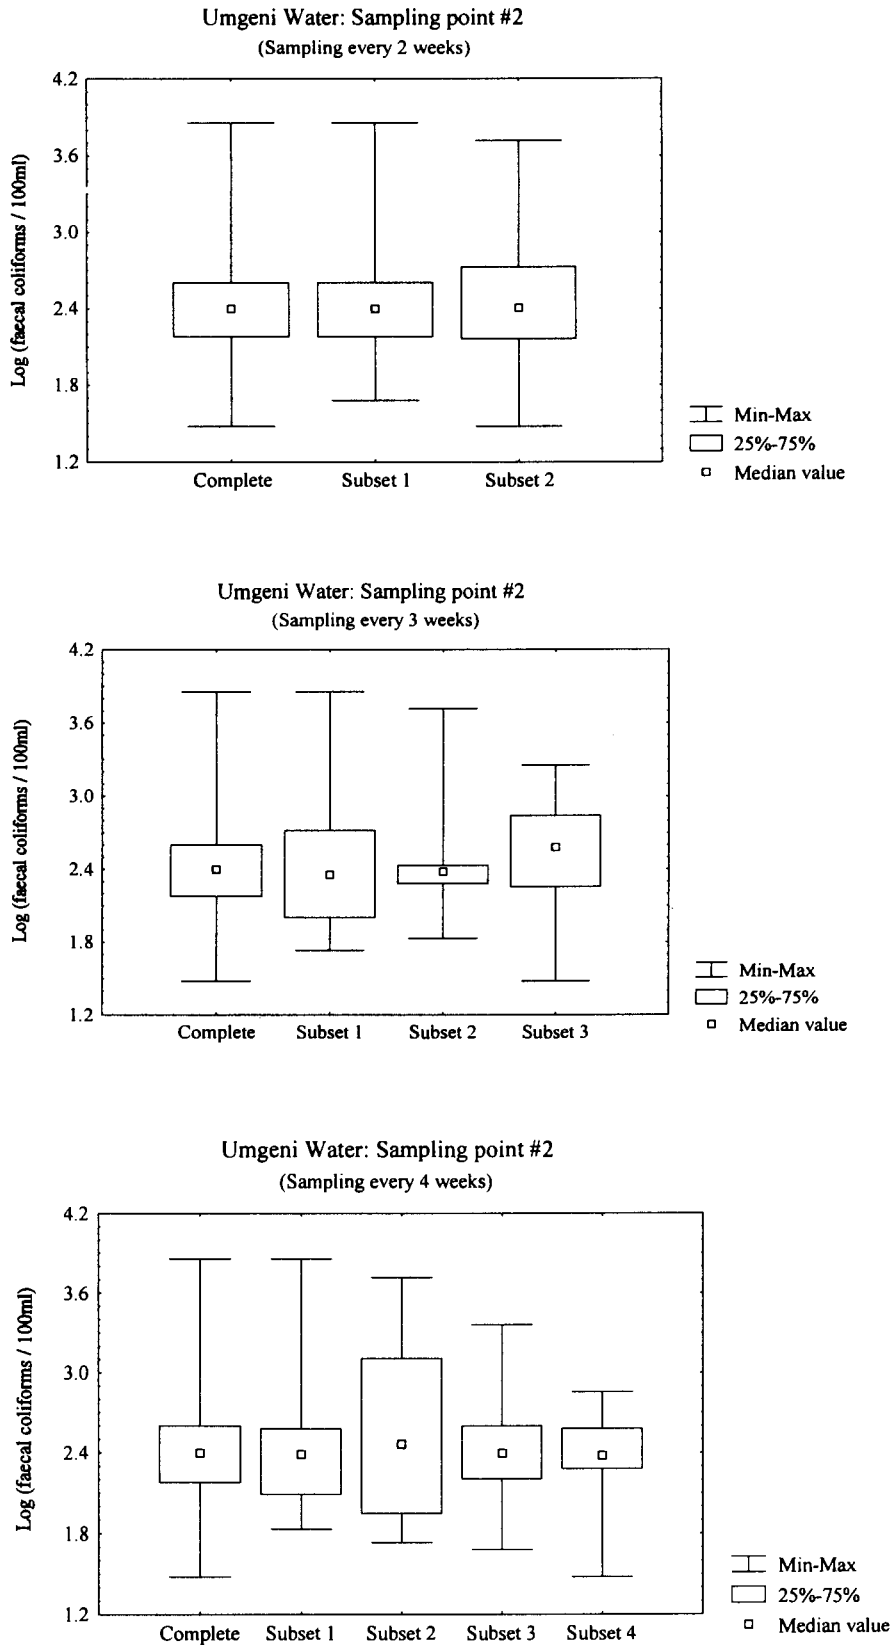 Umgeni Water: Sampling point #2
(Sampling every 2 weeks)
4.2
3.6
3.0
2.4
1.8
1.2
Log (faecal coliforms / 100ml)
Complete Subset 1 Subset 2
Min-Max
25%-75%
Median value
Umgeni Water: Sampling point #2
(Sampling every 3 weeks)
4.2
3.6
3.0
2.4
1.8
1.2
Log (faecal coliforms / 100ml)
Complete Subset 1 Subset 2 Subset 3
Min-Max
25%-75%
Median value
Umgeni Water: Sampling point #2
(Sampling every 4 weeks)
4.2
3.6
3.0
2.4
1.8
1.2
Log (faecal coliforms / 100ml)
Complete Subset 1 Subset 2 Subset 3 Subset 4
Min-Max
25%-75%
Median value